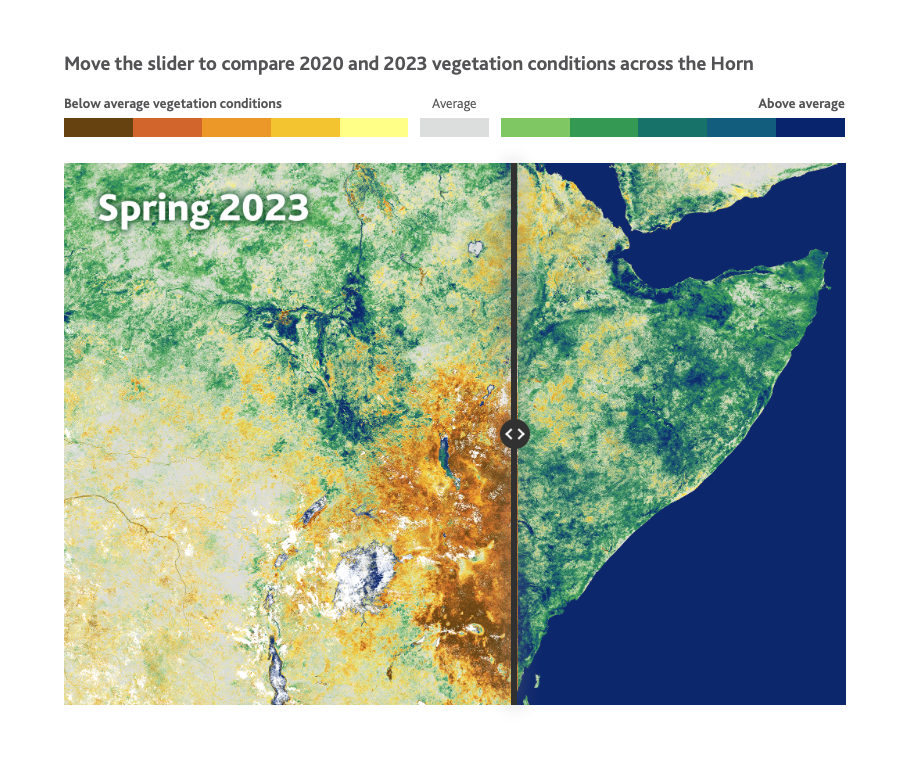 Move the slider to compare 2020 and 2023 vegetation conditions across the Horn
Below average vegetation conditions Average Above average
Spring 2023